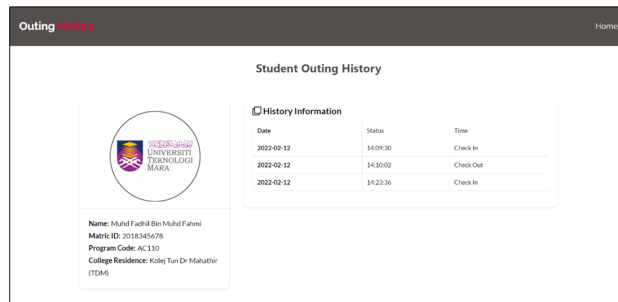 Outing History
Home
Student Outing History
UNIVERSITI
TEKNOLOGI
MARA
Name: Muhd Fadhil Bin Muhd Fahmi
Matric ID: 2018345678
Program Code: AC110
College Residence: Kolej Tun Dr Mahathir
(TDM)
History Information
Date Status Time
2022-02-12 14:09:30 Check In
2022-02-12 14:10:02 Check Out
2022-02-12 14:23:36 Check In